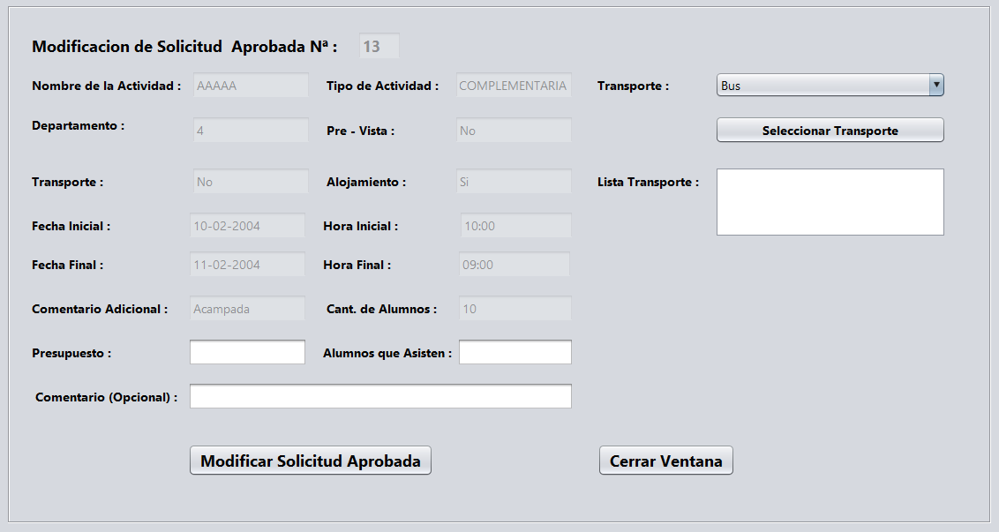 Modificacion de Solicitud Aprobada Nª : 13
Nombre de la Actividad : AAAAA Tipo de Actividad : COMPLEMENTARIA Transporte : Bus
Departamento : 4 Pre - Vista : No Seleccionar Transporte
Transporte : No Alojamiento : Si Lista Transporte :
Fecha Inicial : 10-02-2004 Hora Inicial : 10:00
Fecha Final : 11-02-2004 Hora Final : 09:00
Comentario Adicional : Acampada Cant. de Alumnos : 10
Presupuesto : Alumnos que Asisten :
Comentario (Opcional) :
Modificar Solicitud Aprobada Cerrar Ventana